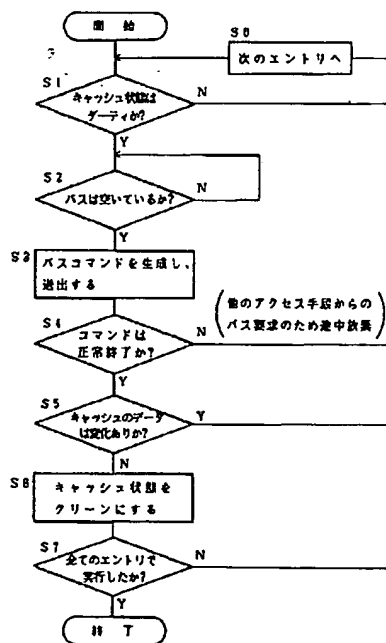 開始
S8
次のエントリへ
S1
キャッシュ状態は
ダーティか?
N
Y
S2
バスは空いているか?
N
Y
S3
バスコマンドを生成し、
送出する
S4
コマンドは
正常終了か?
N
(他のアクセス手段からの
バス要求のため途中放棄)
Y
S5
キャッシュのデータ
は変化ありか?
Y
N
S6
キャッシュ状態を
クリーンにする
S7
全てのエントリで
実行したか?
N
Y
終了